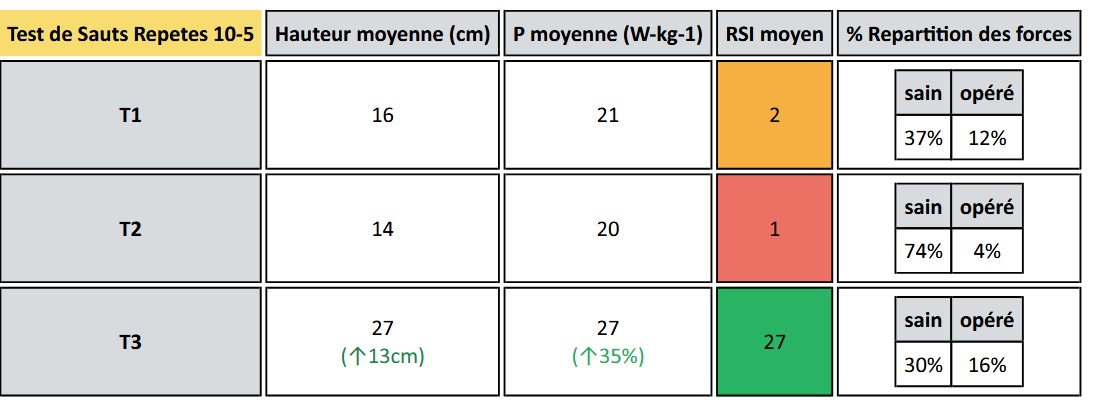 Test de Sauts Repetes 10-5 Hauteur moyenne (cm) P moyenne (W-kg-1) RSI moyen % Repartition des forces
T1 16 21 2
sain opéré
37% 12%
T2 14 20 1
sain opéré
74% 4%
T3 27 27 27
(↑13cm) (↑35%)
sain opéré
30% 16%